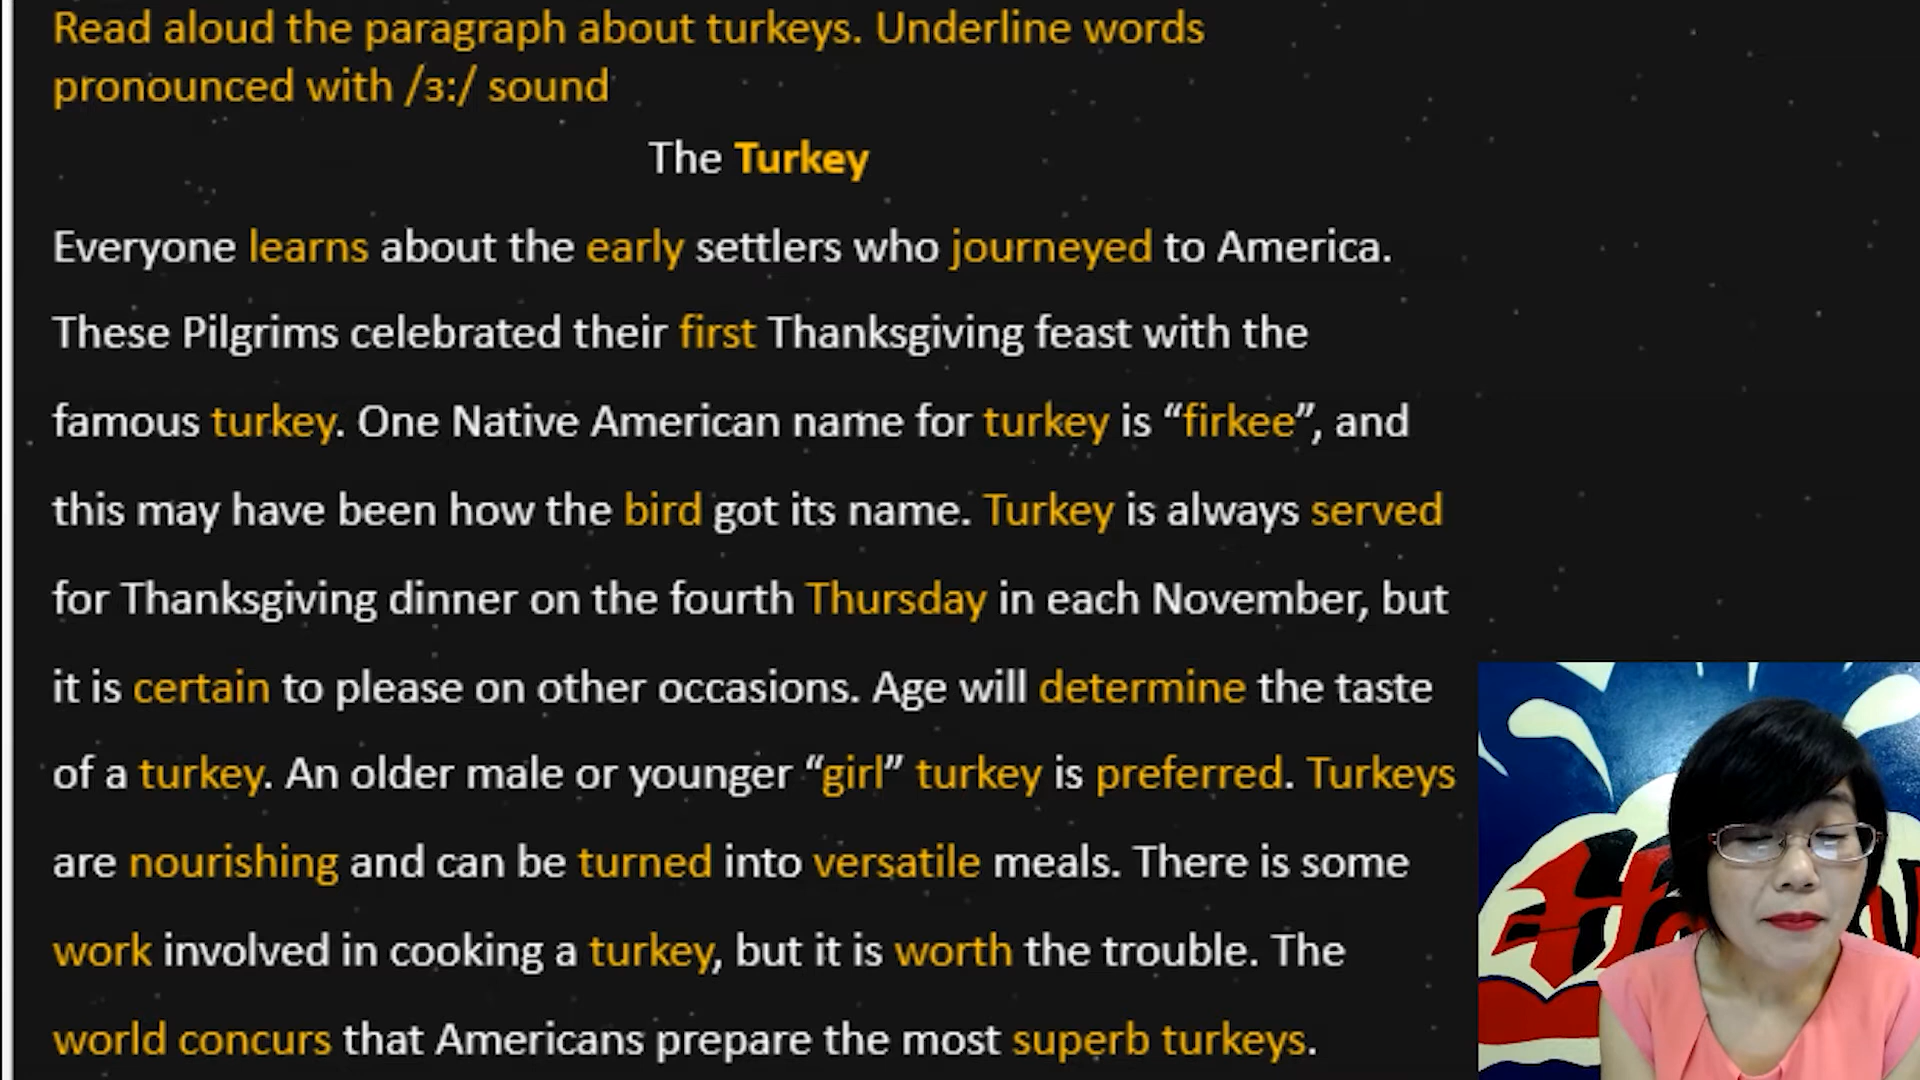 Read aloud the paragraph about turkeys. Underline words
pronounced with /ɜ:/ sound
The Turkey
Everyone learns about the early settlers who journeyed to America.
These Pilgrims celebrated their first Thanksgiving feast with the
famous turkey. One Native American name for turkey is “firkee”, and
this may have been how the bird got its name. Turkey is always served
for Thanksgiving dinner on the fourth Thursday in each November, but
it is certain to please on other occasions. Age will determine the taste
of a turkey. An older male or younger “girl” turkey is preferred. Turkeys
are nourishing and can be turned into versatile meals. There is some
work involved in cooking a turkey, but it is worth the trouble. The
world concurs that Americans prepare the most superb turkeys.